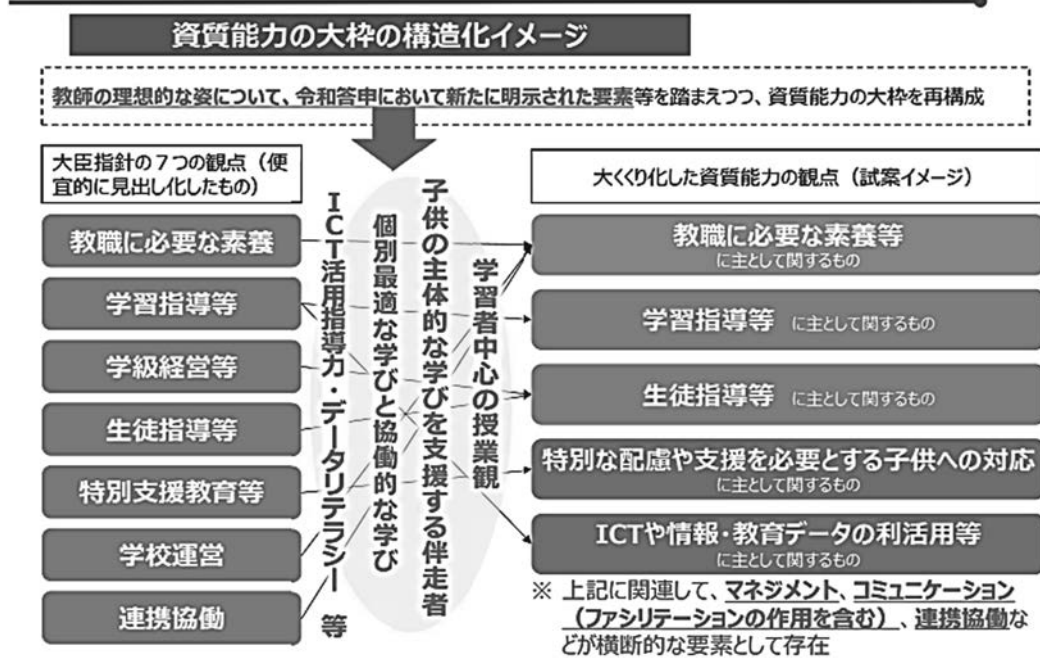 資質能力の大枠の構造化イメージ
教師の理想的な姿について、令和答申において新たに明示された要素等を踏まえつつ、資質能力の大枠を再構成
大臣指針の7つの観点（便
宜的に見出し化したもの）
教職に必要な素養
学習指導等
学級経営等
生徒指導等
特別支援教育等
学校運営
連携協働
ICT活用指導力・データリテラシー 等
個別最適な学びと協働的な学び
子供の主体的な学びを支援する伴走者
学習者中心の授業観
大くくり化した資質能力の観点（試案イメージ）
教職に必要な素養等
に主として関するもの
学習指導等 に主として関するもの
生徒指導等 に主として関するもの
特別な配慮や支援を必要とする子供への対応
に主として関するもの
ICTや情報・教育データの利活用等
に主として関するもの
※ 上記に関連して、マネジメント、コミュニケーション
（ファシリテーションの作用を含む）、連携協働な
どが横断的な要素として存在